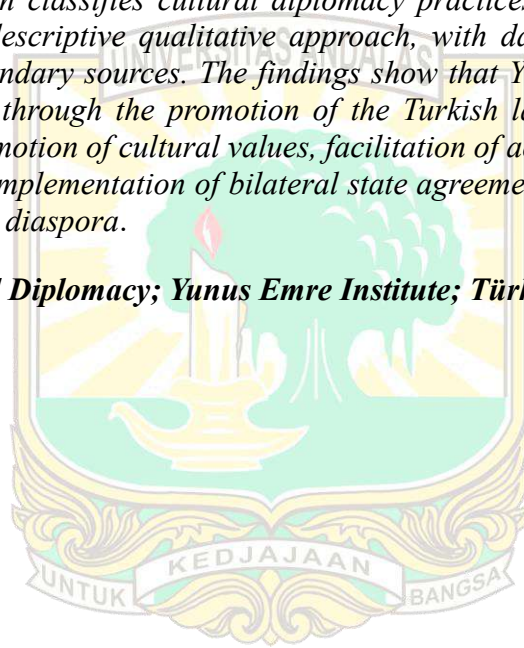 n classifies cultural diplomacy practices
descriptive qualitative approach, with da
ndary sources. The findings show that Y
through the promotion of the Turkish la
motion of cultural values, facilitation of a
implementation of bilateral state agreeme
diaspora.
l Diplomacy; Yunus Emre Institute; Türk
UNIVERSITAS ANDALAS
KEDJAJAAN
UNTUK BANGSA